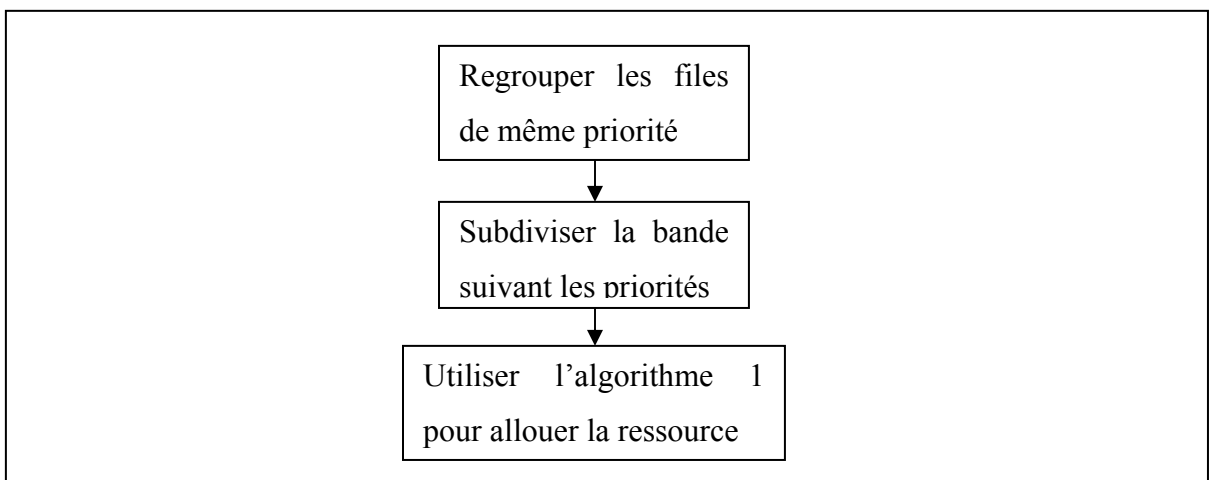 Regrouper les files
de même priorité
Subdiviser la bande
suivant les priorités
Utiliser l’algorithme 1
pour allouer la ressource